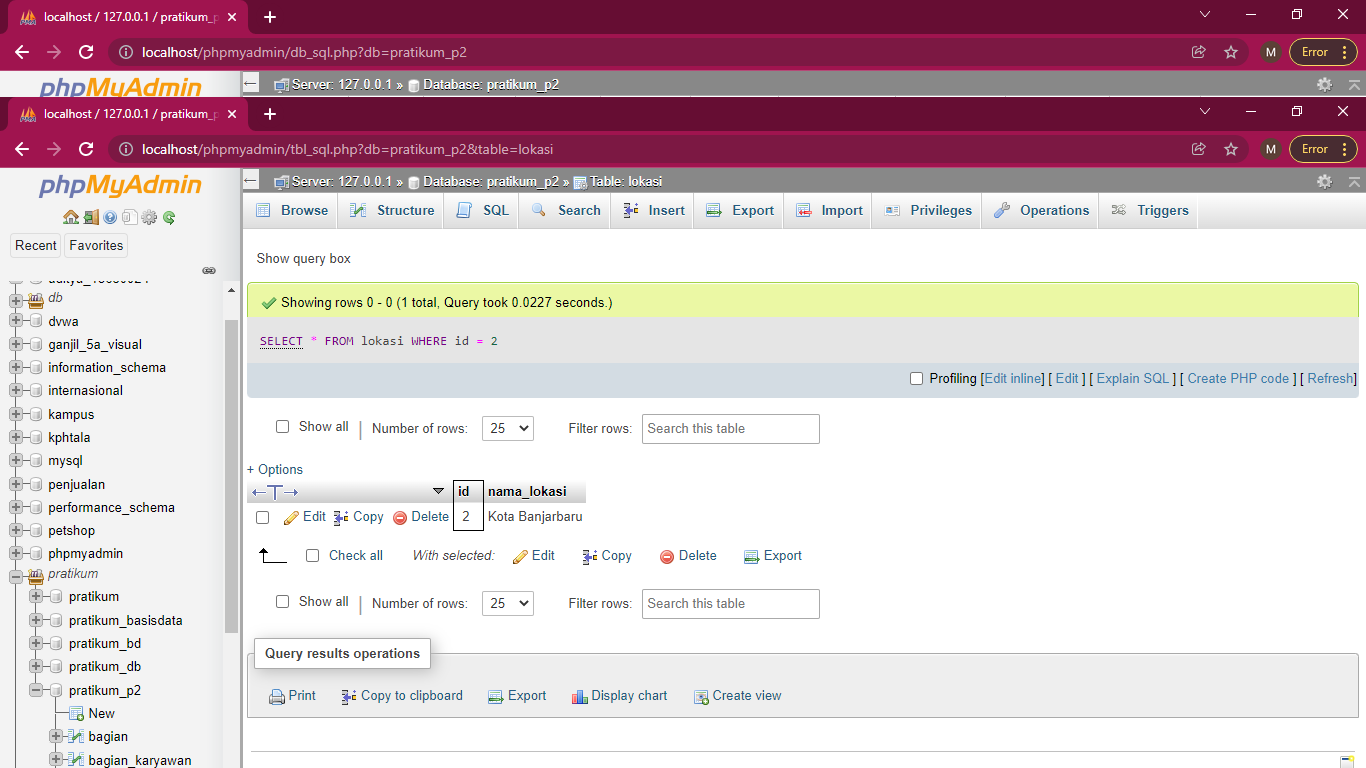 localhost / 127.0.0.1 / pratikum_p
localhost/phpmyadmin/db_sql.php?db=pratikum_p2
M
Error
phpMyAdmin
Server: 127.0.0.1 » Database: pratikum_p2
localhost / 127.0.0.1 / pratikum_p
localhost/phpmyadmin/tbl_sql.php?db=pratikum_p2&table=lokasi
M
Error
phpMyAdmin
Recent Favorites
db
dvwa
ganjil_5a_visual
information_schema
internasional
kampus
kphtala
mysql
penjualan
performance_schema
petshop
phpmyadmin
pratikum
pratikum
pratikum_basisdata
pratikum_bd
pratikum_db
pratikum_p2
New
bagian
bagian_karyawan
Server: 127.0.0.1 » Database: pratikum_p2 » Table: lokasi
Browse Structure SQL Search Insert Export Import Privileges Operations Triggers
Show query box
Showing rows 0 - 0 (1 total, Query took 0.0227 seconds.)
SELECT * FROM lokasi WHERE id = 2
Profiling [Edit inline] [ Edit ] [ Explain SQL ] [ Create PHP code ] [ Refresh]
Show all | Number of rows: 25 Filter rows: Search this table
+ Options
←T→ id nama_lokasi
Edit Copy Delete 2 Kota Banjarbaru
Check all With selected: Edit Copy Delete Export
Show all | Number of rows: 25 Filter rows: Search this table
Query results operations
Print Copy to clipboard Export Display chart Create view